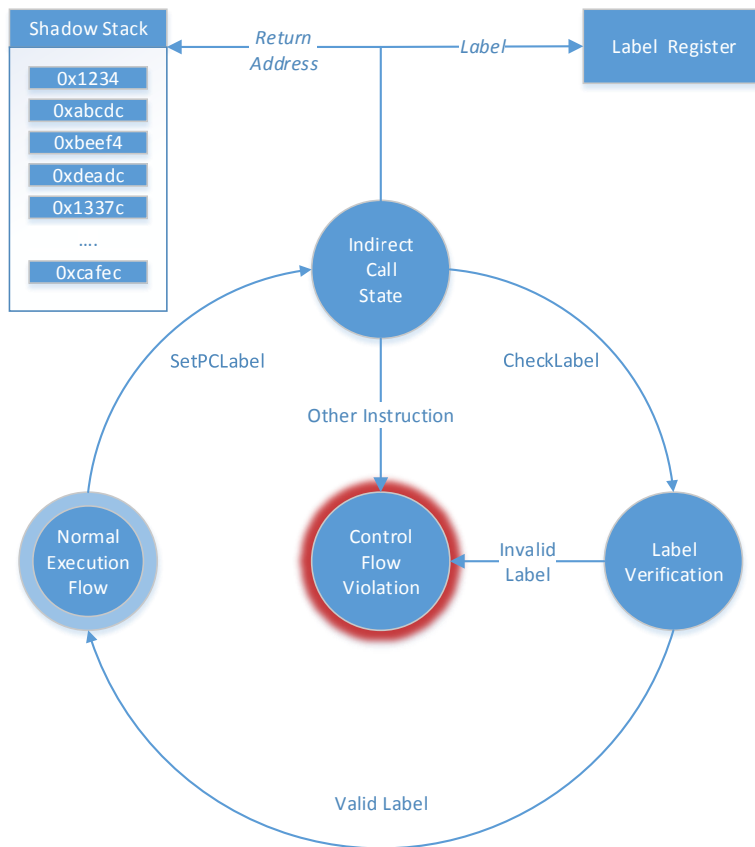 Shadow Stack
0x1234
0xabcdc
0xbeef4
0xdeadc
0x1337c
....
0xcafec
Return
Address
Label
Label Register
Indirect
Call
State
SetPCLabel
CheckLabel
Other Instruction
Normal
Execution
Flow
Control
Flow
Violation
Invalid
Label
Label
Verification
Valid Label